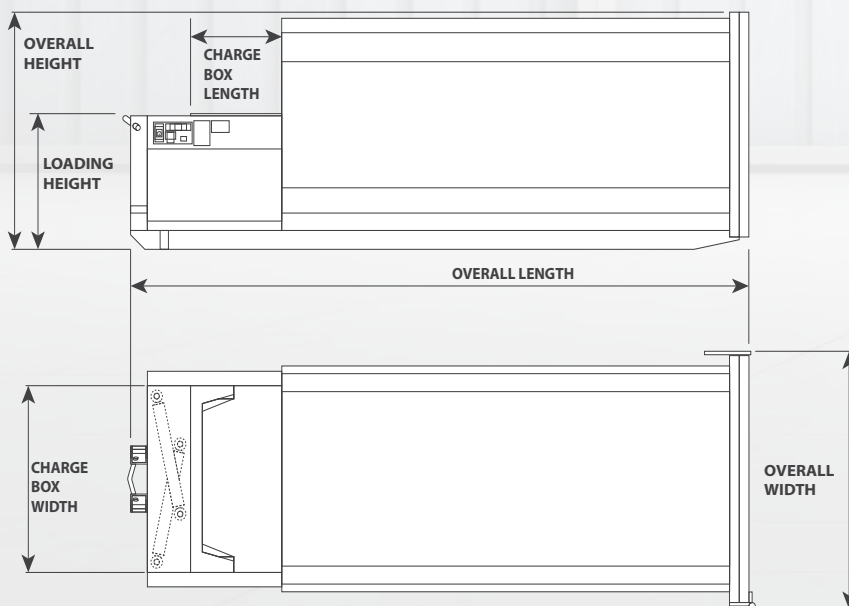 OVERALL
HEIGHT
CHARGE
BOX
LENGTH
LOADING
HEIGHT
OVERALL LENGTH
CHARGE
BOX
WIDTH
OVERALL
WIDTH